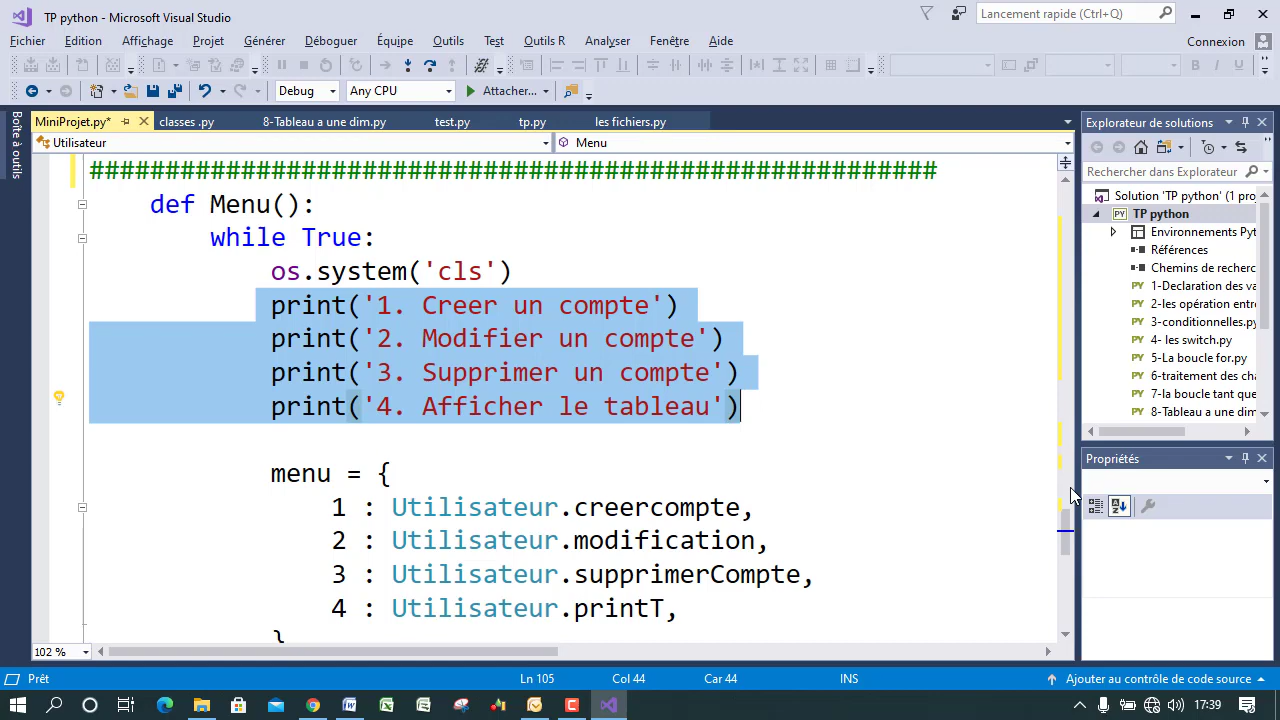 TP python - Microsoft Visual Studio
Lancement rapide (Ctrl+Q)
Fichier Edition Affichage Projet Générer Déboguer Équipe Outils Test Outils R Analyser Fenêtre Aide
Connexion
Debug Any CPU Attacher...
Boîte à outils
MiniProjet.py* classes .py 8-Tableau a une dim.py test.py tp.py les fichiers.py
Utilisateur Menu
########################################################
def Menu():
while True:
os.system('cls')
print('1. Creer un compte')
print('2. Modifier un compte')
print('3. Supprimer un compte')
print('4. Afficher le tableau')
menu = {
1 : Utilisateur.creercompte,
2 : Utilisateur.modification,
3 : Utilisateur.supprimerCompte,
4 : Utilisateur.printT,
}
102 %
Explorateur de solutions
Rechercher dans Explorateur
Solution 'TP python' (1 pro
TP python
Environnements Pyt
Références
Chemins de recherc
1-Declaration des va
2-les opération entre
3-conditionnelles.py
4- les switch.py
5-La boucle for.py
6-traitement des cha
7-la boucle tant que
8-Tableau a une dim
Propriétés
Prêt Ln 105 Col 44 Car 44 INS Ajouter au contrôle de code source
17:39